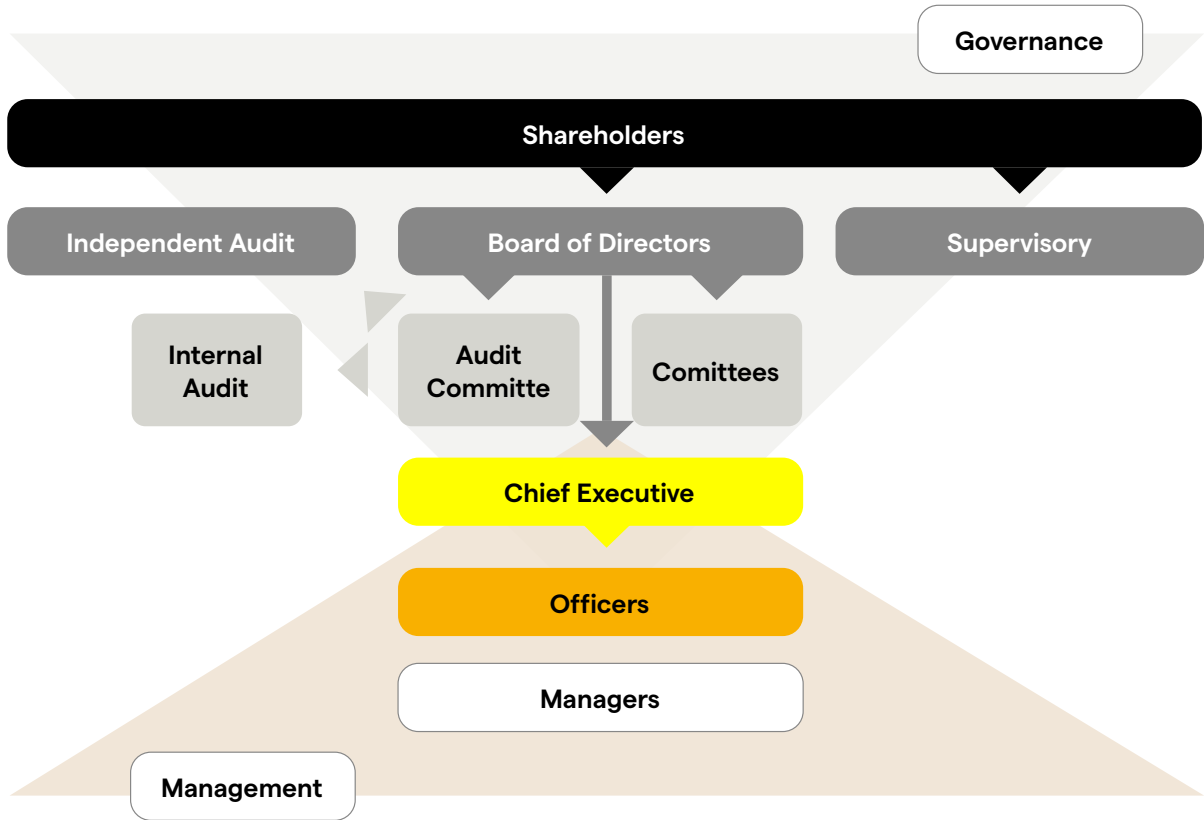 Governance
Shareholders
Independent Audit
Board of Directors
Supervisory
Internal
Audit
Audit
Committe
Comittees
Chief Executive
Officers
Managers
Management